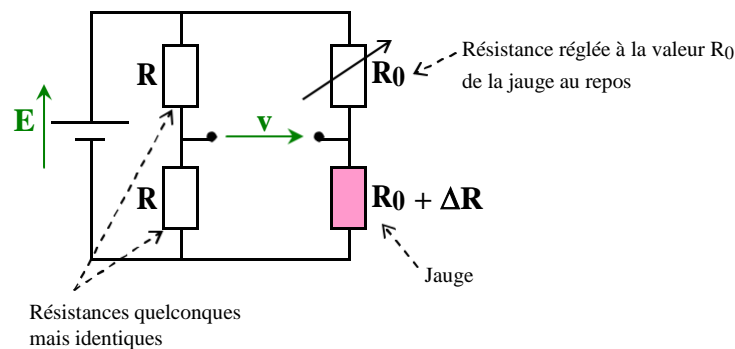 R
R0
Résistance réglée à la valeur R0
de la jauge au repos
E
v
R
R0 + ΔR
Jauge
Résistances quelconques
mais identiques